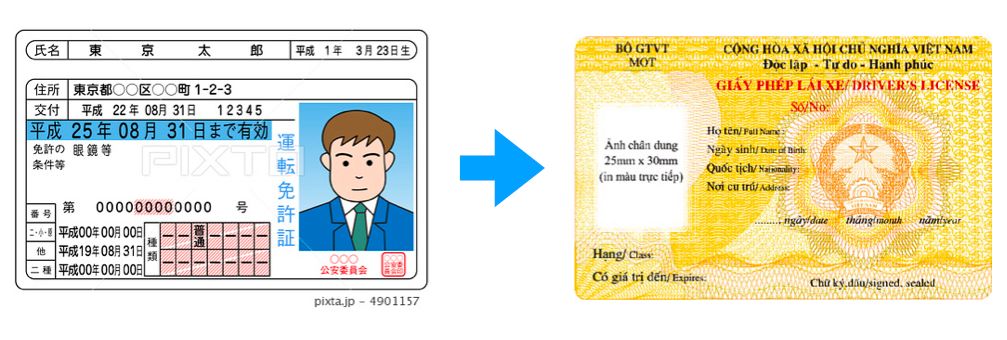 氏名 東京太郎 平成 1年 3月23日生
住所 東京都〇〇区〇〇町 1-2-3
交付 平成 22年 08月 31日 12345
平成 25年 08月 31日まで有効
免許の 眼鏡等
条件等
運転免許証
PIXTA
番号 第 00000000000 号
二・小・原 平成00年00月00日
他 平成19年08月31日
二種 平成00年00月00日
種類 普通
〇〇〇
公安委員会
pixta.jp - 4901157
BỘ GTVT
MOT
CỘNG HÒA XÃ HỘI CHỦ NGHĨA VIỆT NAM
Độc lập - Tự do - Hạnh phúc
GIẤY PHÉP LÁI XE/ DRIVER'S LICENSE
Số/No:
Ảnh chân dung
25mm x 30mm
(in màu trực tiếp)
Họ tên/ Full Name:
Ngày sinh/ Date of Birth:
Quốc tịch/ Nationality:
Nơi cư trú/ Address:
......... ngày/date tháng/month năm/year
Hạng/ Class:
Có giá trị đến/ Expires:
Chữ ký,dấu/signed, sealed